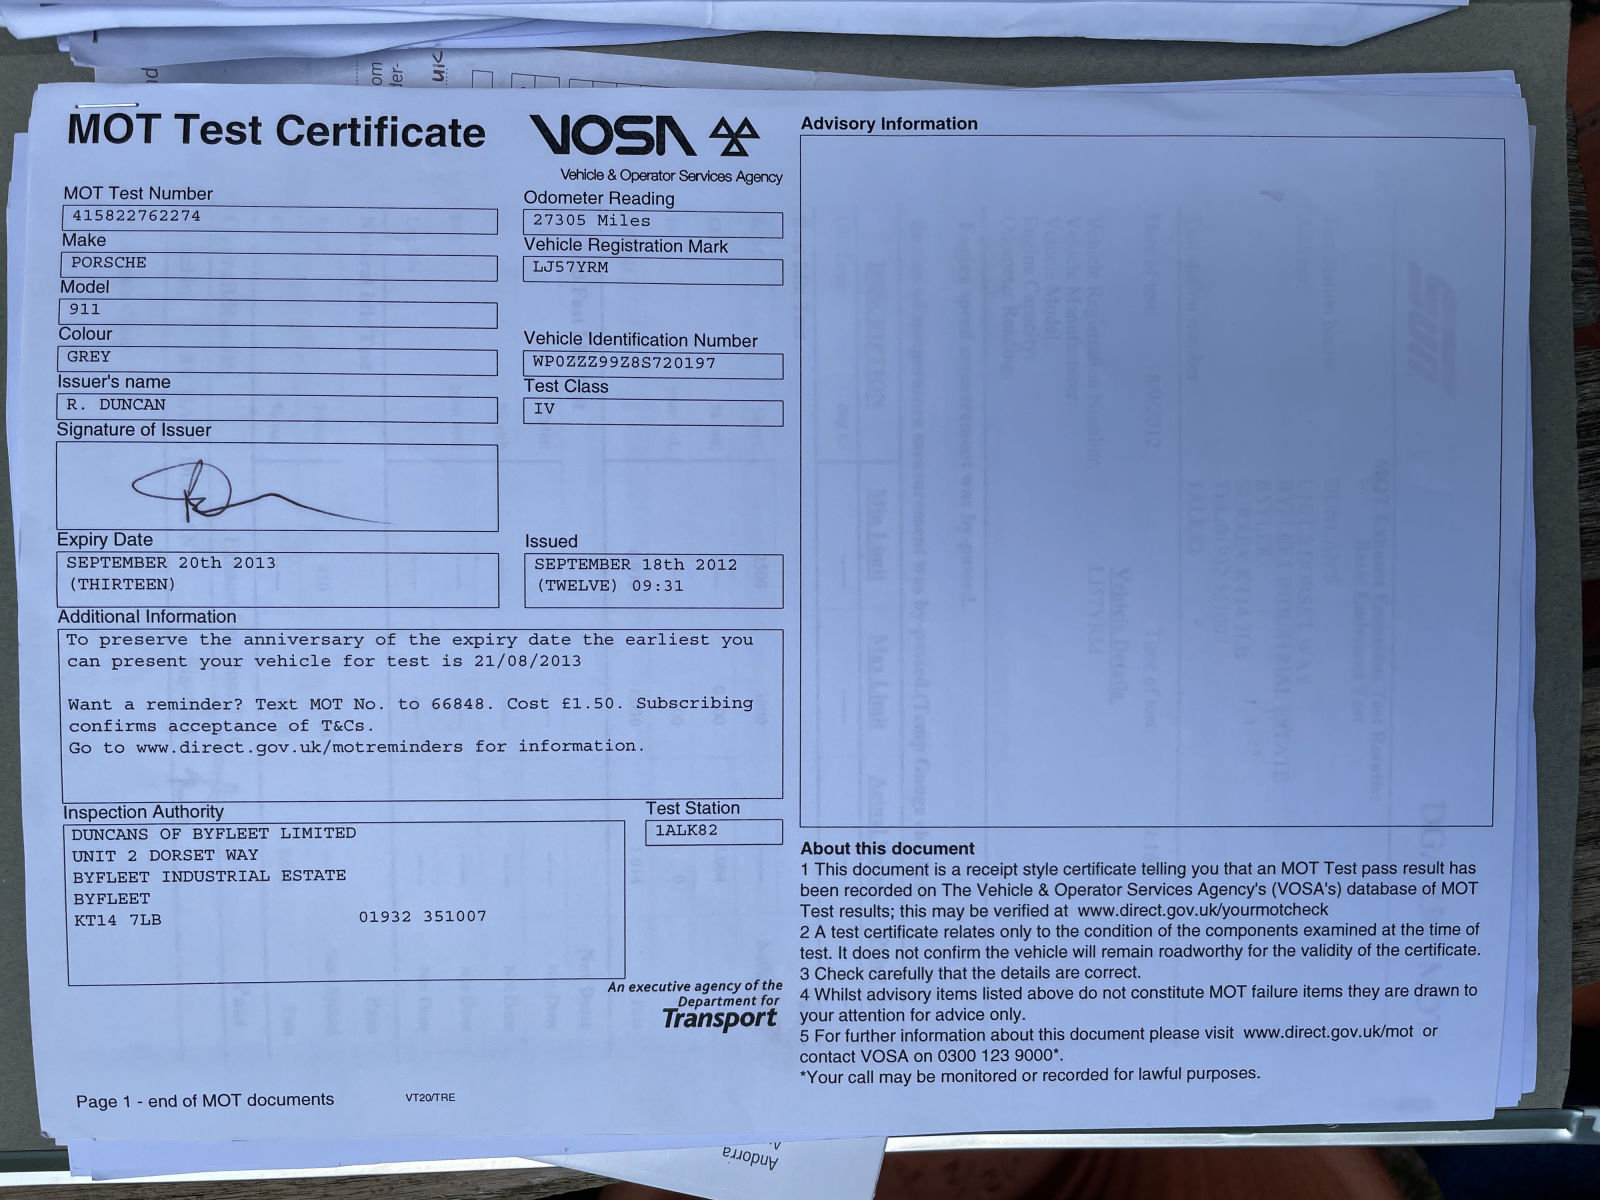 MOT Test Certificate
VOSA
Vehicle & Operator Services Agency
MOT Test Number
415822762274
Make
PORSCHE
Model
911
Colour
GREY
Issuer's name
R. DUNCAN
Signature of Issuer
Odometer Reading
27305 Miles
Vehicle Registration Mark
LJ57YRM
Vehicle Identification Number
WP0ZZZ99Z8S720197
Test Class
IV
Expiry Date
SEPTEMBER 20th 2013
(THIRTEEN)
Issued
SEPTEMBER 18th 2012
(TWELVE) 09:31
Additional Information
To preserve the anniversary of the expiry date the earliest you
can present your vehicle for test is 21/08/2013
Want a reminder? Text MOT No. to 66848. Cost £1.50. Subscribing
confirms acceptance of T&Cs.
Go to www.direct.gov.uk/motreminders for information.
Inspection Authority
DUNCANS OF BYFLEET LIMITED
UNIT 2 DORSET WAY
BYFLEET INDUSTRIAL ESTATE
BYFLEET
KT14 7LB 01932 351007
Test Station
1ALK82
An executive agency of the
Department for
Transport
Page 1 - end of MOT documents VT20/TRE
Advisory Information
About this document
1 This document is a receipt style certificate telling you that an MOT Test pass result has
been recorded on The Vehicle & Operator Services Agency's (VOSA's) database of MOT
Test results; this may be verified at www.direct.gov.uk/yourmotcheck
2 A test certificate relates only to the condition of the components examined at the time of
test. It does not confirm the vehicle will remain roadworthy for the validity of the certificate.
3 Check carefully that the details are correct.
4 Whilst advisory items listed above do not constitute MOT failure items they are drawn to
your attention for advice only.
5 For further information about this document please visit www.direct.gov.uk/mot or
contact VOSA on 0300 123 9000*.
*Your call may be monitored or recorded for lawful purposes.
Andorra